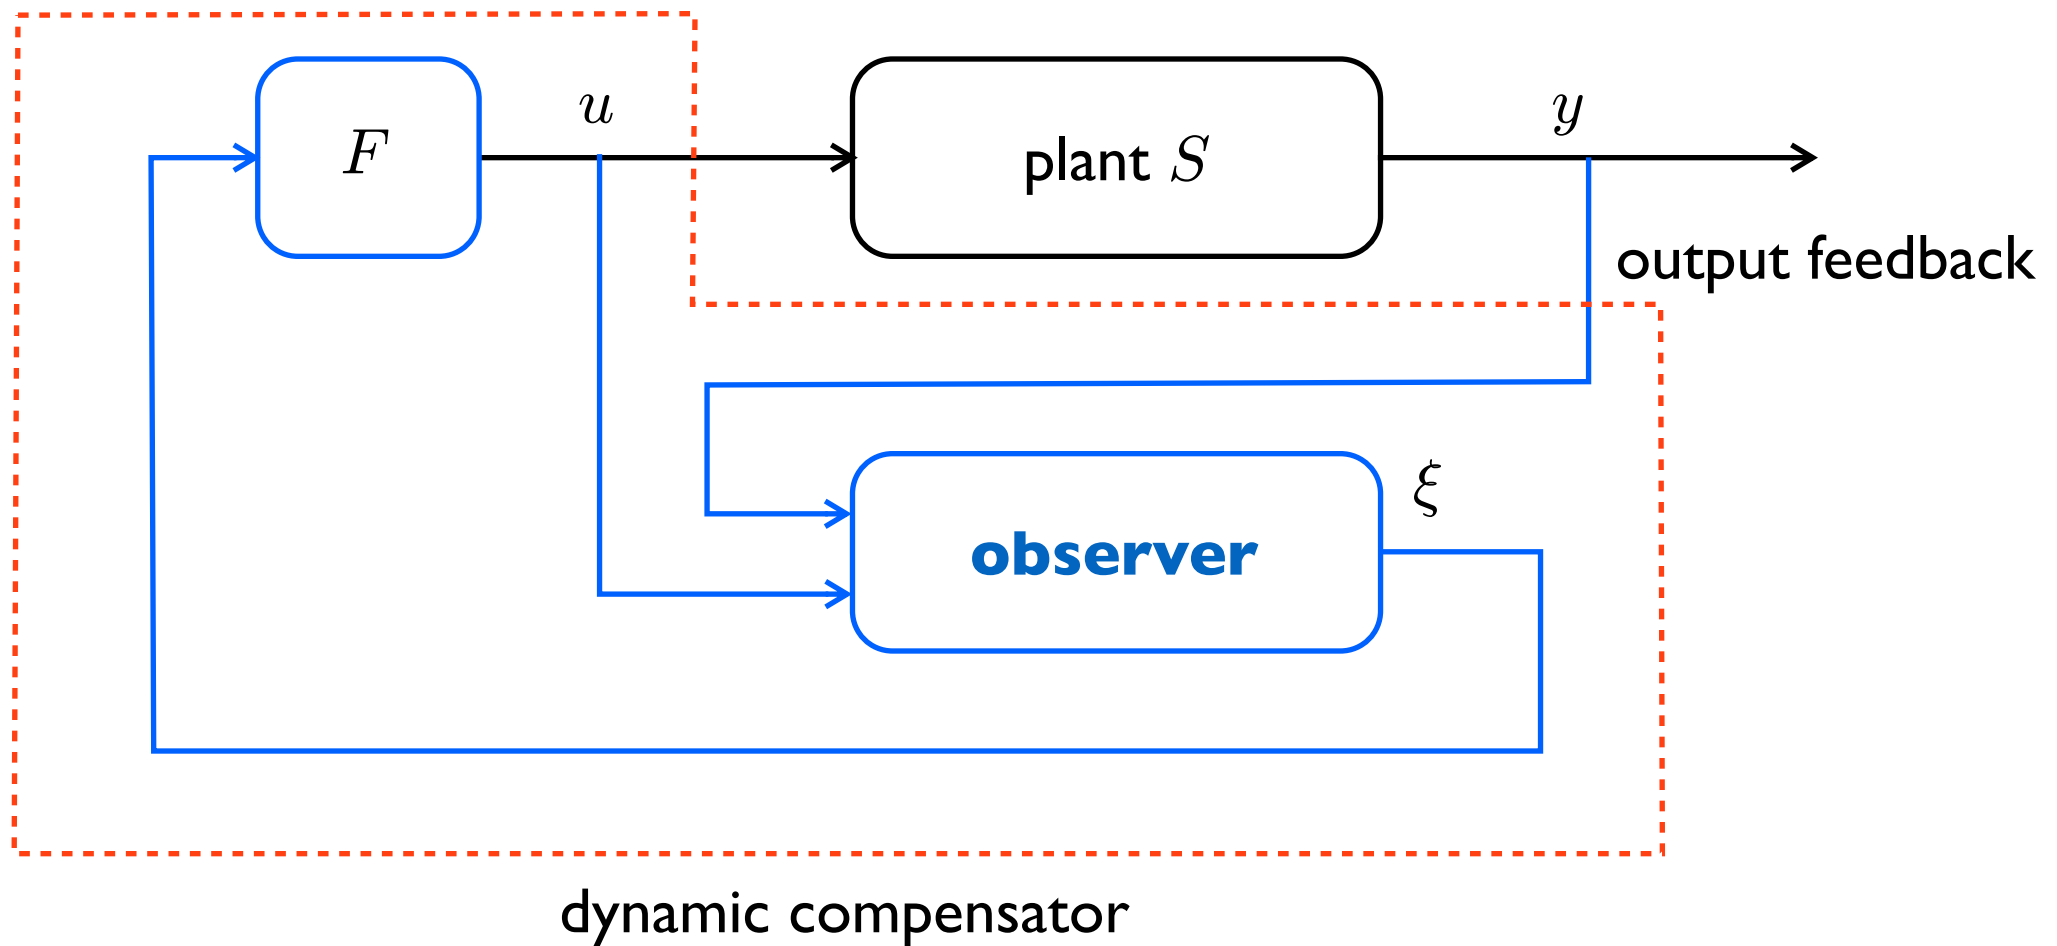 u
y
F
plant S
output feedback
ξ
observer
dynamic compensator